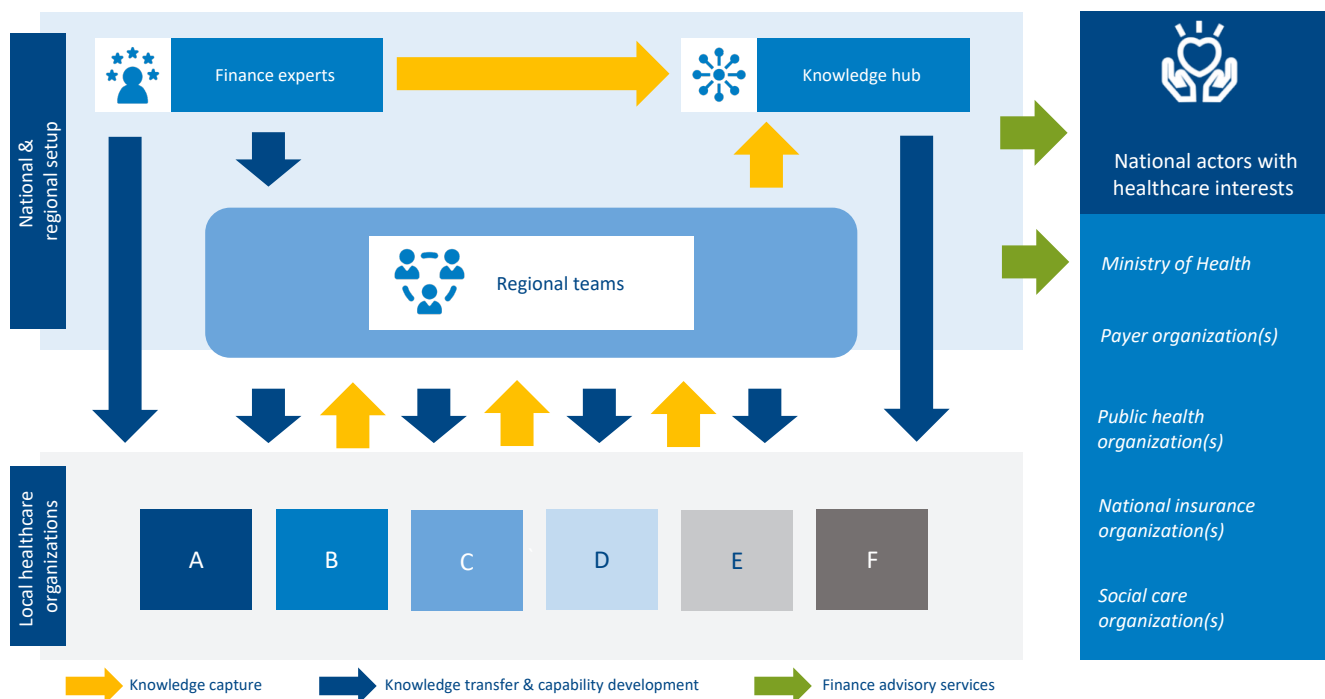 National &
regional setup
Finance experts
Knowledge hub
Regional teams
Local healthcare
organizations
A
B
C
D
E
F
National actors with
healthcare interests
Ministry of Health
Payer organization(s)
Public health
organization(s)
National insurance
organization(s)
Social care
organization(s)
Knowledge capture
Knowledge transfer & capability development
Finance advisory services